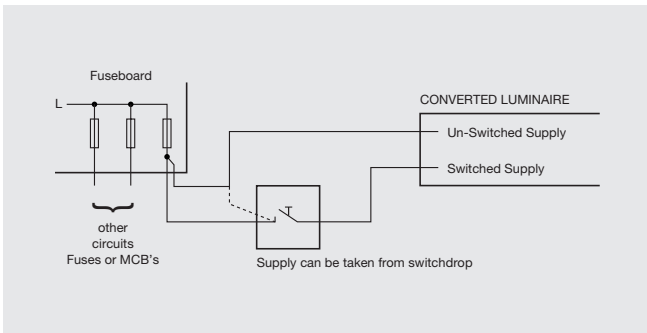 Fuseboard
L
CONVERTED LUMINAIRE
Un-Switched Supply
Switched Supply
other
circuits
Fuses or MCB's
Supply can be taken from switchdrop